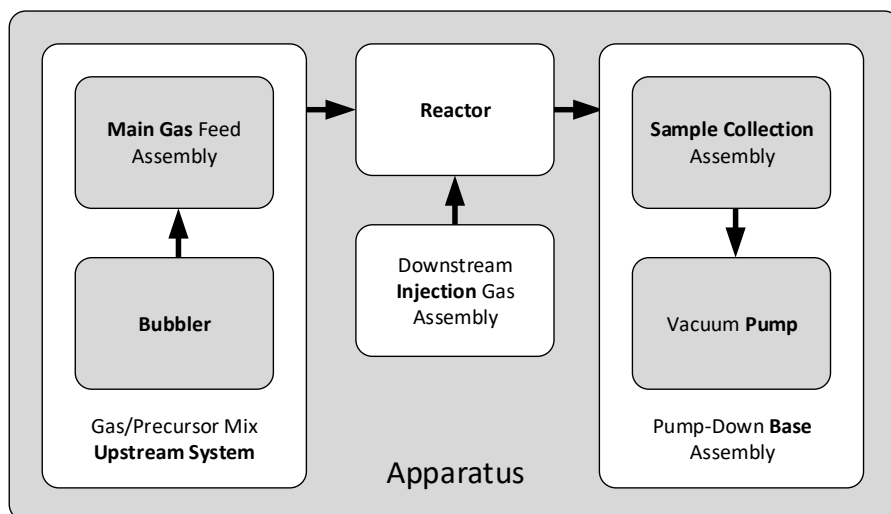 Main Gas Feed
Assembly
Bubbler
Gas/Precursor Mix
Upstream System
Reactor
Downstream
Injection Gas
Assembly
Sample Collection
Assembly
Vacuum Pump
Pump-Down Base
Assembly
Apparatus